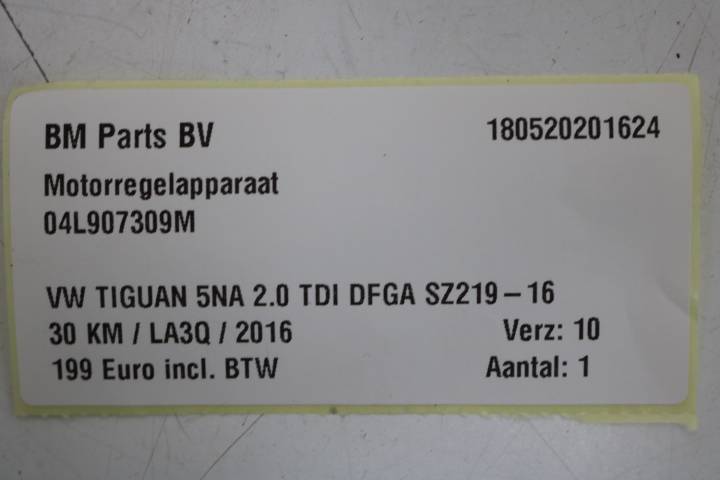 BM Parts BV 180520201624
Motorregelapparaat
04L907309M
VW TIGUAN 5NA 2.0 TDI DFGA SZ219-16
30 KM / LA3Q / 2016 Verz: 10
199 Euro incl. BTW Aantal: 1